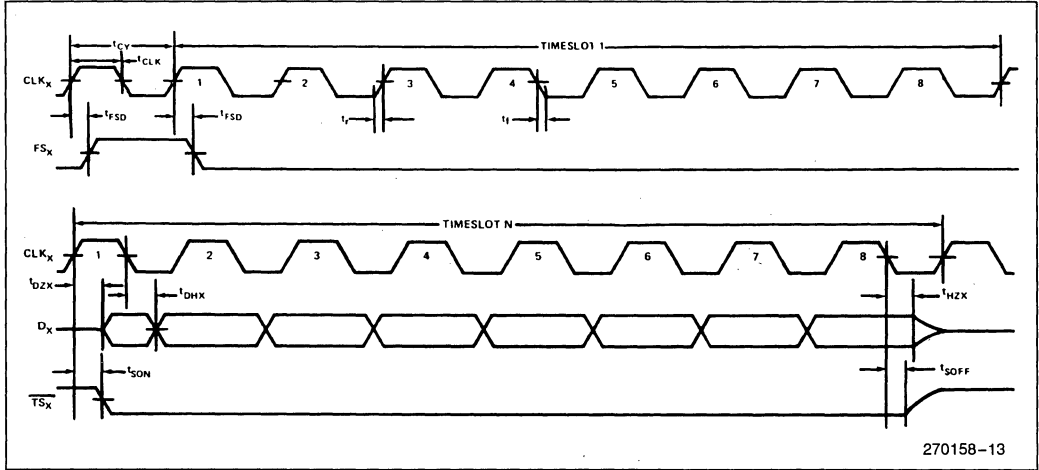 tCY
TIMESLOT 1
tCLK
CLKX
1 2 3 4 5 6 7 8
tFSD tFSD tr tf
FSX
TIMESLOT N
CLKX
1 2 3 4 5 6 7 8
tDZX tDHX tHZX
DX
tSON tSOFF
TSX
270158-13